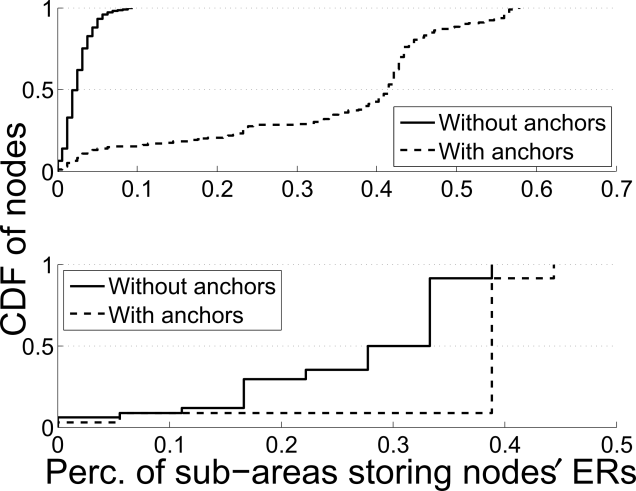 1
0.5
0
0 0.1 0.2 0.3 0.4 0.5 0.6 0.7
Without anchors
With anchors
CDF of nodes
1
0.5
0
Without anchors
With anchors
0 0.1 0.2 0.3 0.4 0.5
Perc. of sub−areas storing nodes′ ERs